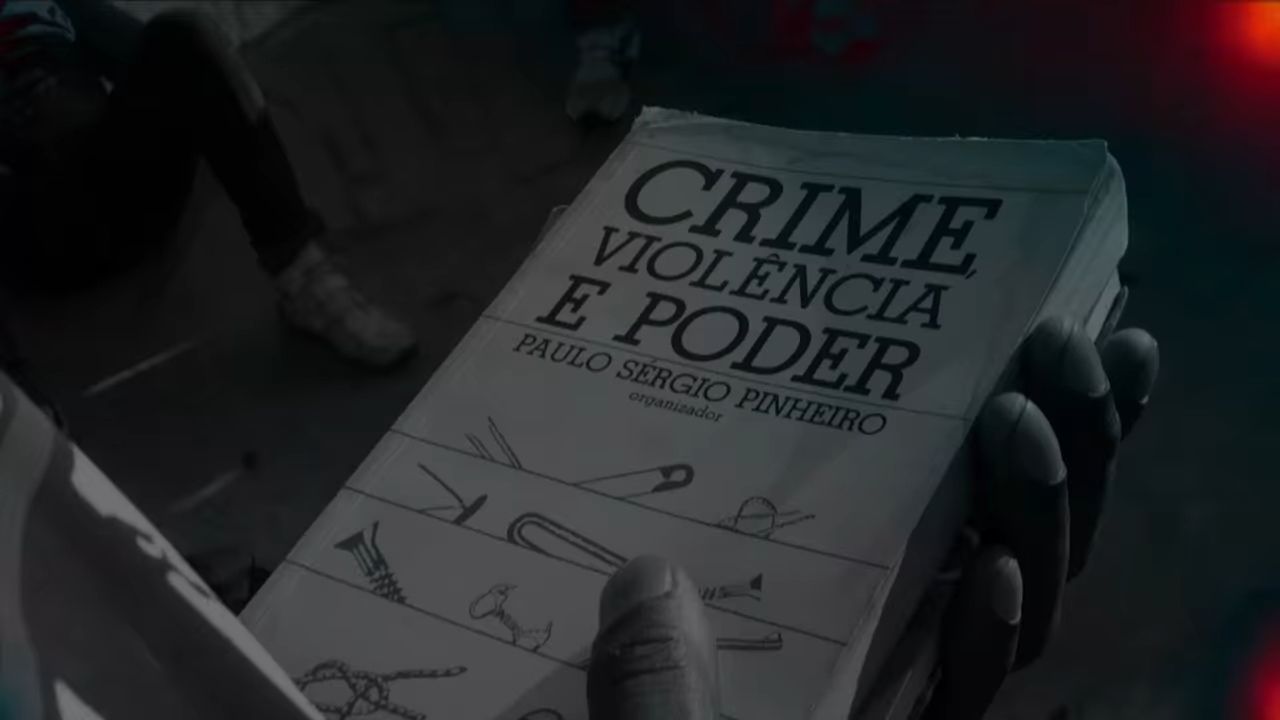 CRIME,
VIOLÊNCIA
E PODER
PAULO SÉRGIO PINHEIRO
organizador